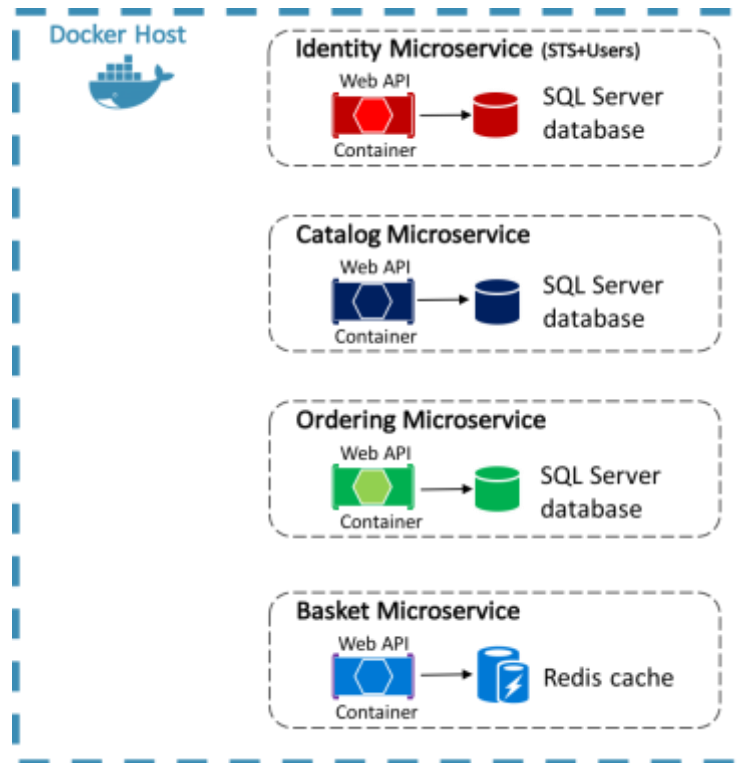 Docker Host
Identity Microservice (STS+Users)
Web API
Container
SQL Server
database
Catalog Microservice
Web API
Container
SQL Server
database
Ordering Microservice
Web API
Container
SQL Server
database
Basket Microservice
Web API
Container
Redis cache